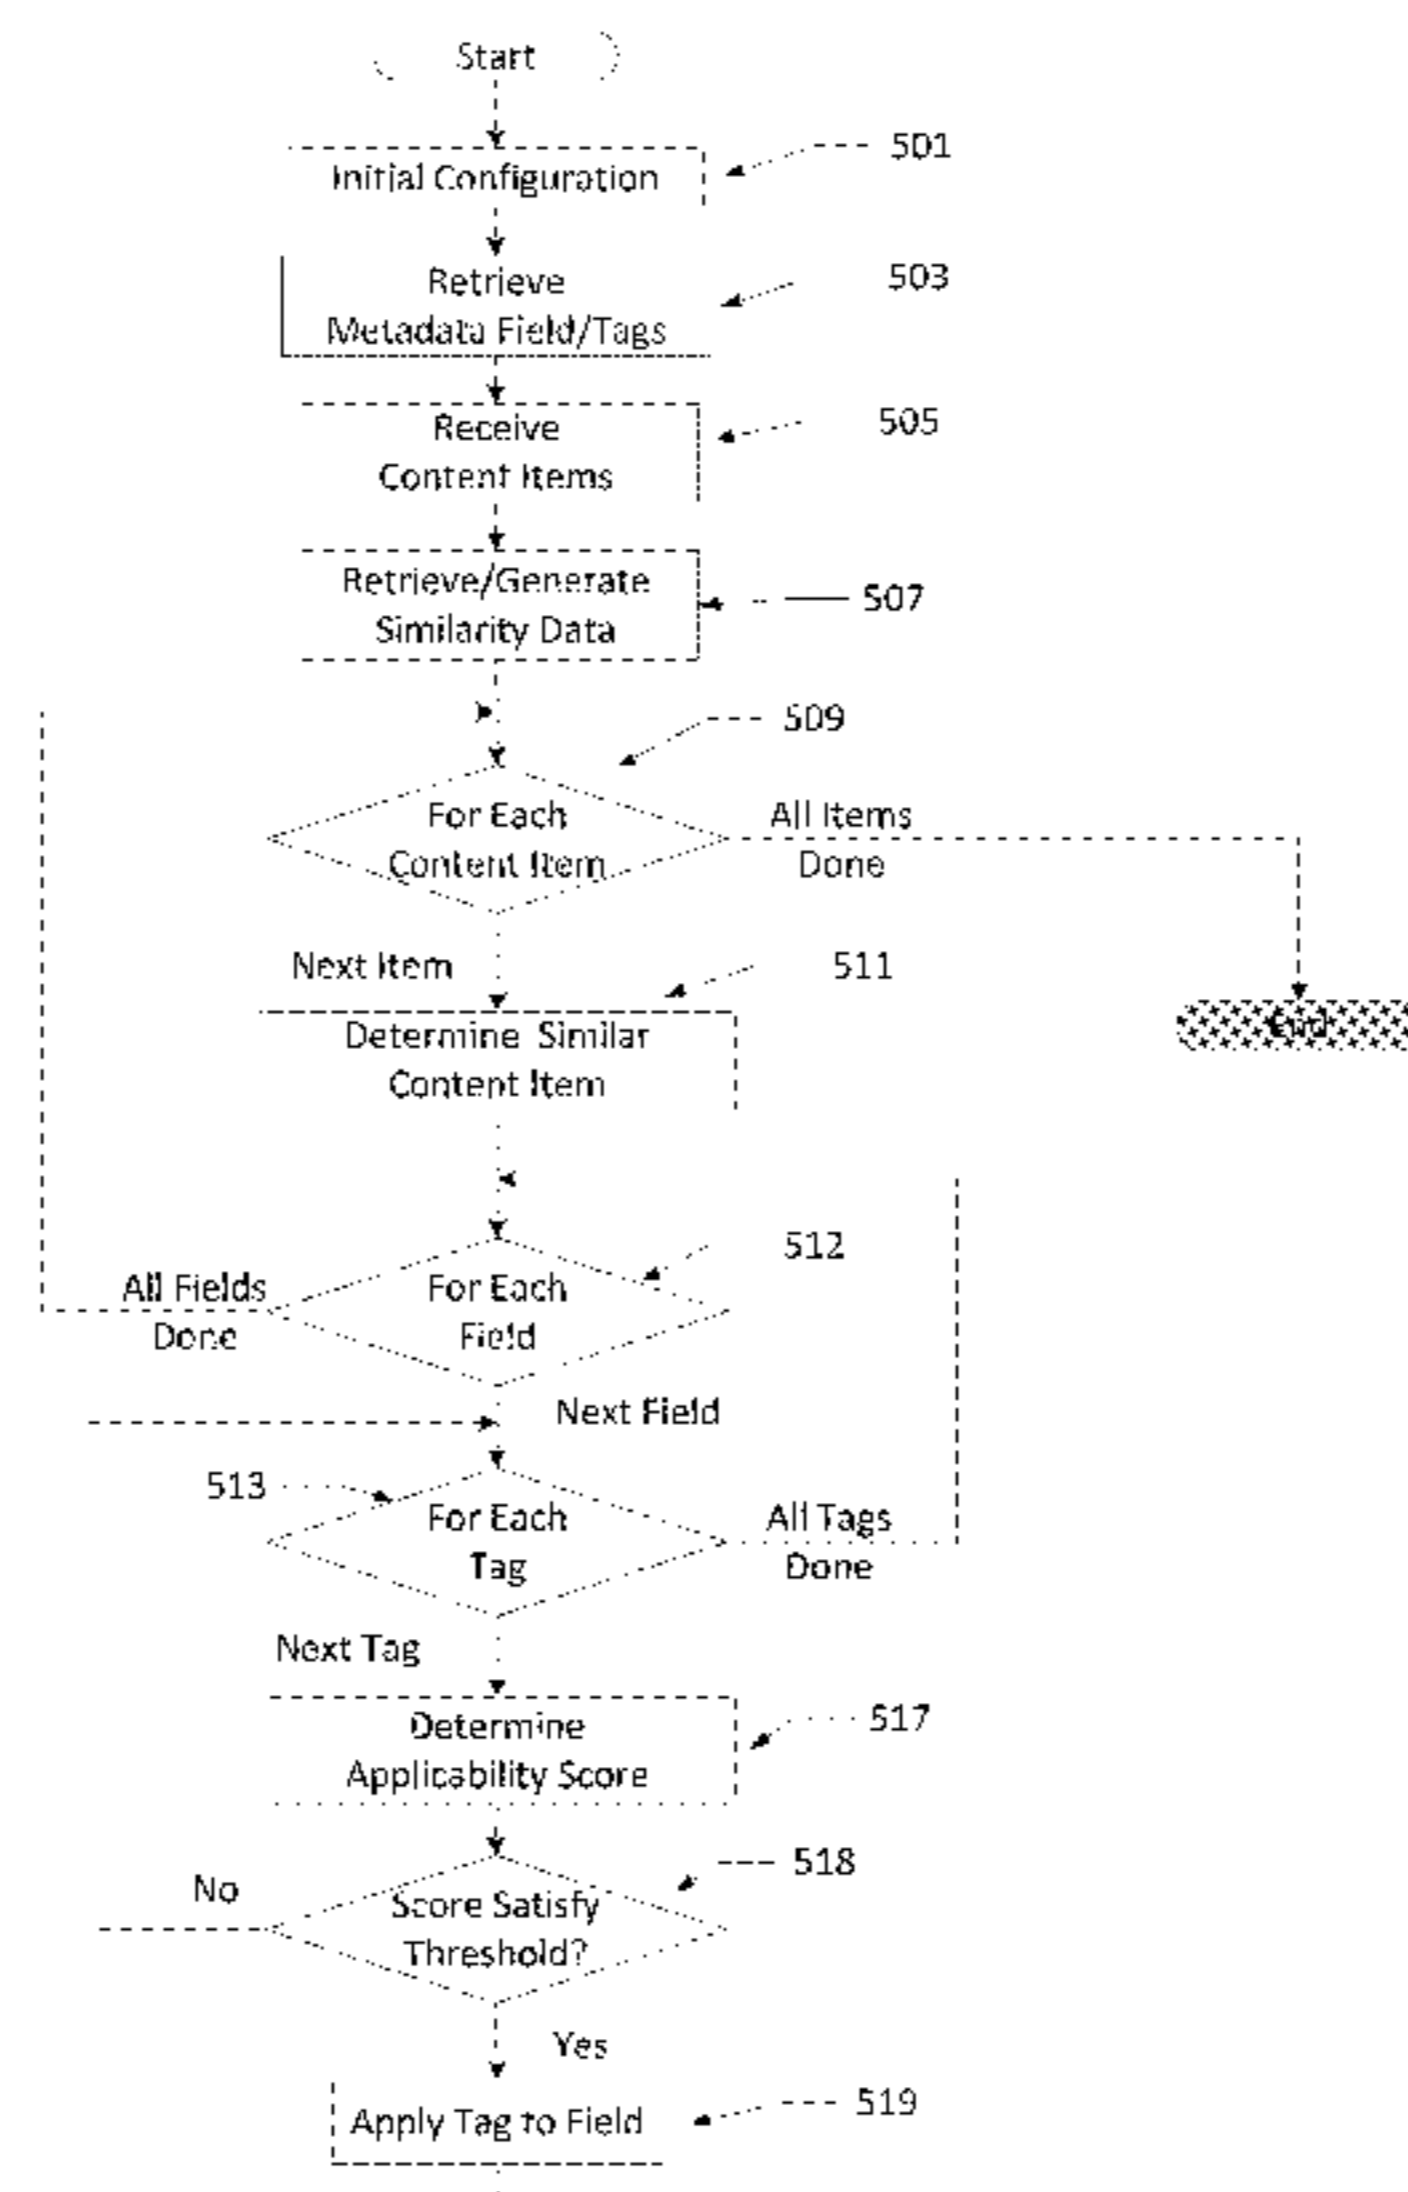 Start
Initial Configuration
501
Retrieve
Metadata Field/Tags
503
Receive
Content Items
505
Retrieve/Generate
Similarity Data
507
509
For Each
Content Item
All Items
Done
Next Item
511
Determine Similar
Content Item
End
512
All Fields
Done
For Each
Field
Next Field
513
For Each
Tag
All Tags
Done
Next Tag
Determine
Applicability Score
517
518
No
Score Satisfy
Threshold?
Yes
Apply Tag to Field
519